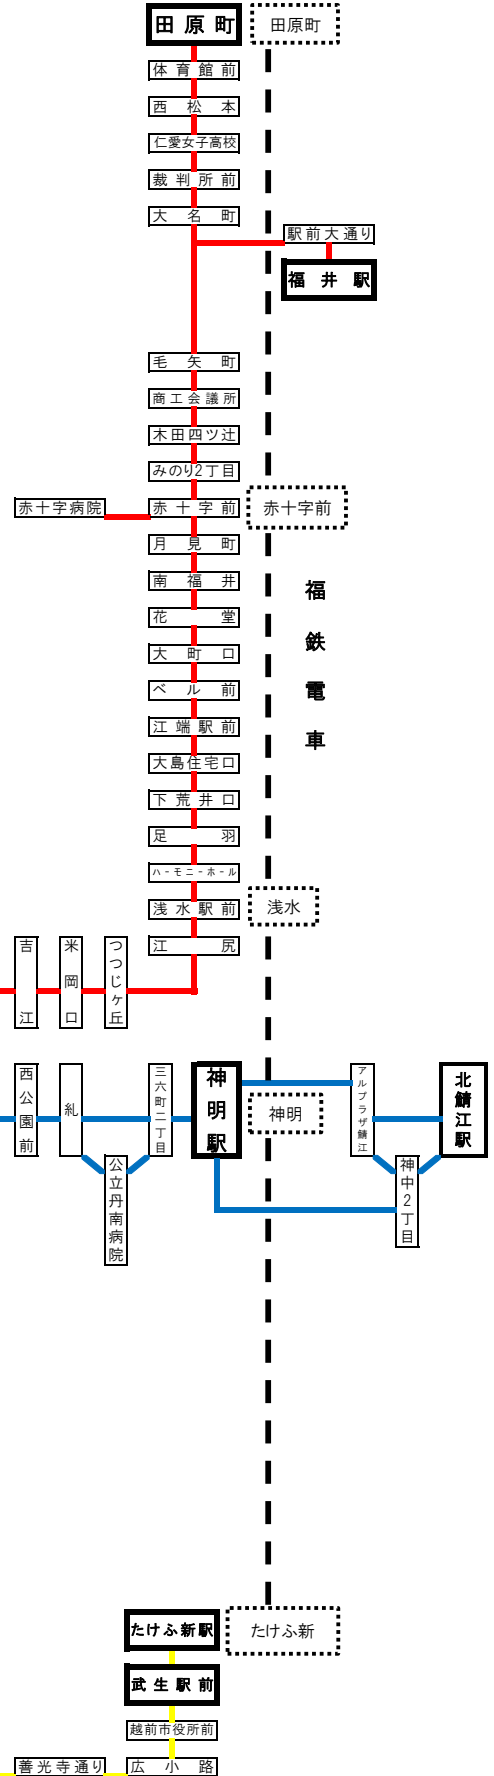 田原町
田原町
体育館前
西松本
仁愛女子高校
裁判所前
大名町
駅前大通り
福井駅
毛矢町
商工会議所
木田四ツ辻
みのり2丁目
赤十字病院
赤十字前
赤十字前
月見町
南福井
福鉄電車
花堂
大町口
ベル前
江端駅前
大島住宅口
下荒井口
足羽
ハーモニーホール
浅水駅前
浅水
江尻
吉江
米岡口
つつじヶ丘
西公園前
糺
三六町二丁目
公立丹南病院
神明駅
神明
アルプラザ鯖江
神中2丁目
北鯖江駅
たけふ新駅
たけふ新
武生駅前
越前市役所前
善光寺通り
広小路